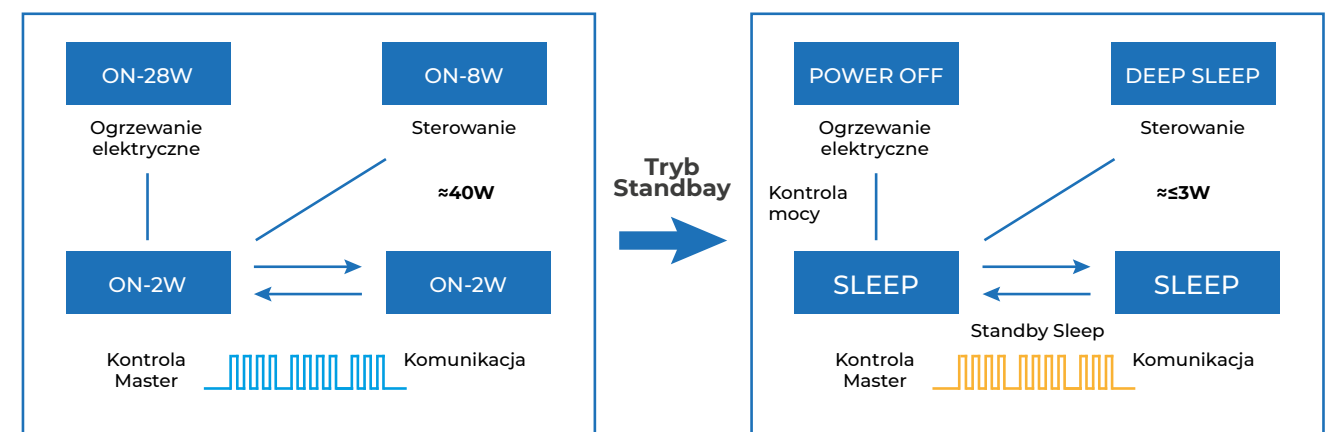 ON-28W
ON-8W
Ogrzewanie
elektryczne
Sterowanie
≈40W
ON-2W
ON-2W
Kontrola
Master
Komunikacja
Tryb
Standbay
POWER OFF
DEEP SLEEP
Ogrzewanie
elektryczne
Sterowanie
Kontrola
mocy
≈≤3W
SLEEP
SLEEP
Standby Sleep
Kontrola
Master
Komunikacja